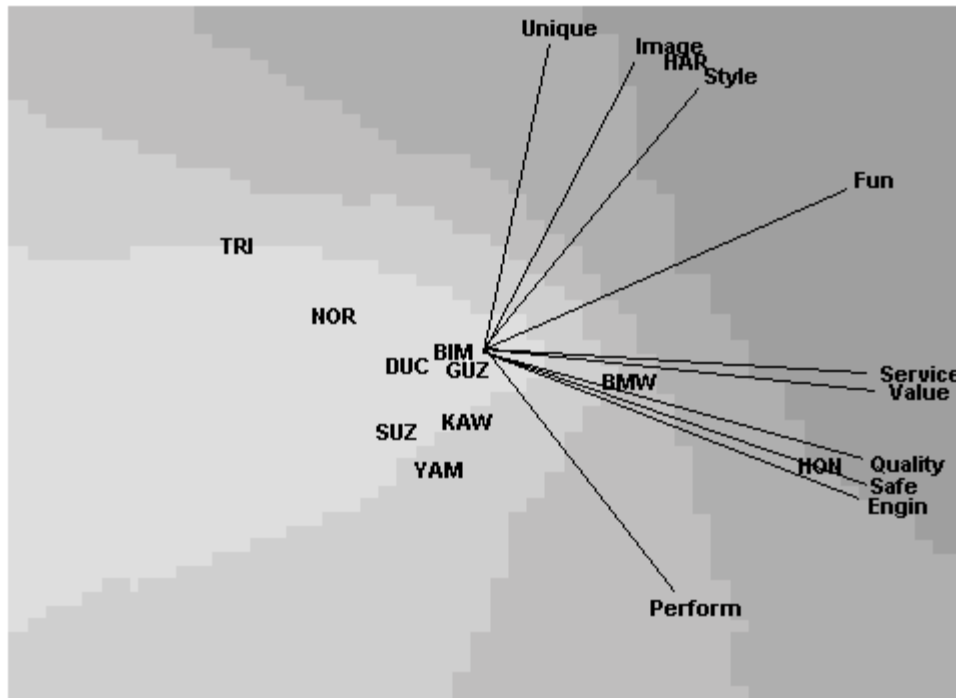 Unique
Image
HAR
Style
Fun
TRI
NOR
BIM
DUC
GUZ
BMW
Service
Value
KAW
SUZ
YAM
HON
Quality
Safe
Engin
Perform